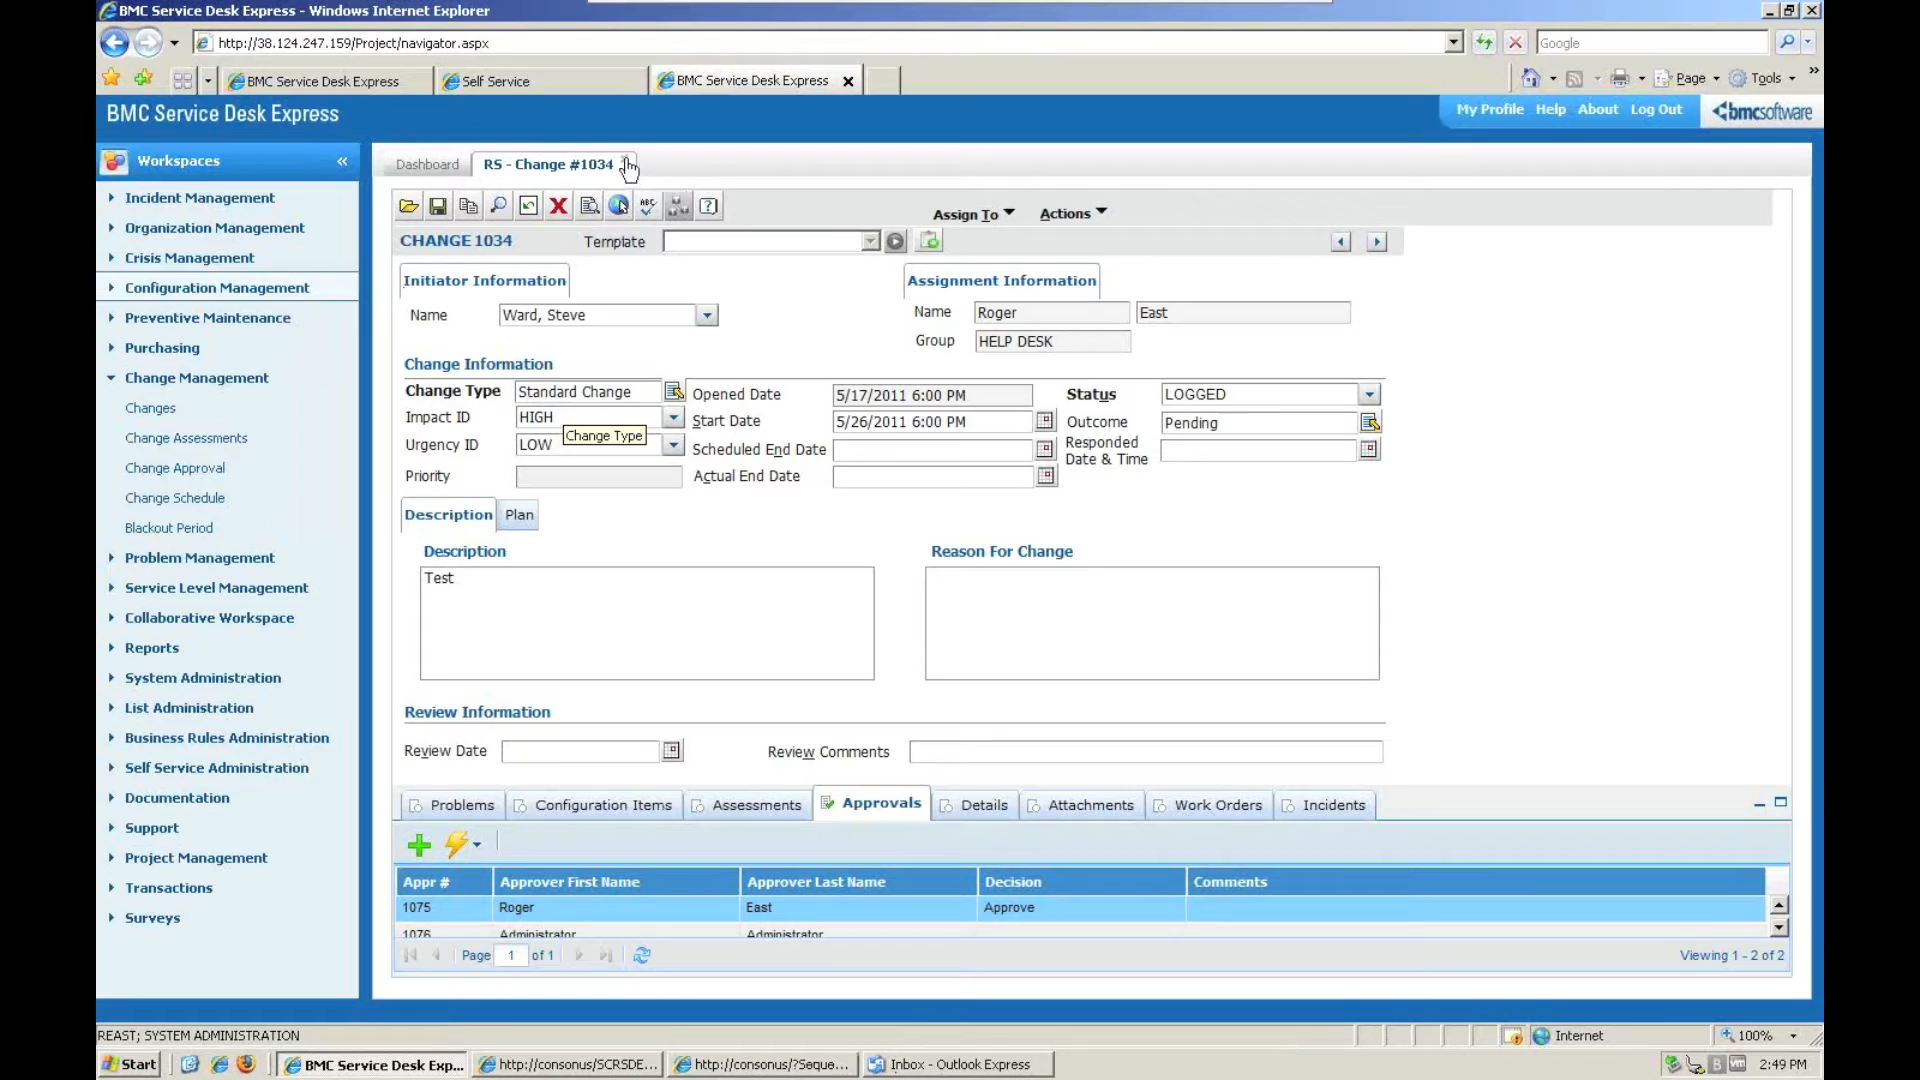 BMC Service Desk Express - Windows Internet Explorer
http://38.124.247.159/Project/navigator.aspx
Google
BMC Service Desk Express
Self Service
BMC Service Desk Express
Page
Tools
BMC Service Desk Express
My Profile Help About Log Out
bmcsoftware
Workspaces
Incident Management
Organization Management
Crisis Management
Configuration Management
Preventive Maintenance
Purchasing
Change Management
Changes
Change Assessments
Change Approval
Change Schedule
Blackout Period
Problem Management
Service Level Management
Collaborative Workspace
Reports
System Administration
List Administration
Business Rules Administration
Self Service Administration
Documentation
Support
Project Management
Transactions
Surveys
Dashboard
RS - Change #1034
ABC
Assign To Actions
CHANGE 1034
Template
Initiator Information
Assignment Information
Name Ward, Steve
Name Roger East
Group HELP DESK
Change Information
Change Type Standard Change
Opened Date 5/17/2011 6:00 PM
Status LOGGED
Impact ID HIGH
Start Date 5/26/2011 6:00 PM
Outcome Pending
Change Type
Urgency ID LOW
Scheduled End Date
Responded
Date & Time
Priority
Actual End Date
Description Plan
Description
Reason For Change
Test
Review Information
Review Date
Review Comments
Problems Configuration Items Assessments Approvals Details Attachments Work Orders Incidents
Appr # Approver First Name Approver Last Name Decision Comments
1075 Roger East Approve
1076 Administrator Administrator
Page 1 of 1
Viewing 1 - 2 of 2
REAST; SYSTEM ADMINISTRATION
Internet
100%
Start
BMC Service Desk Exp...
http://consonus/SCRSDE...
http://consonus/?Seque...
Inbox - Outlook Express
2:49 PM